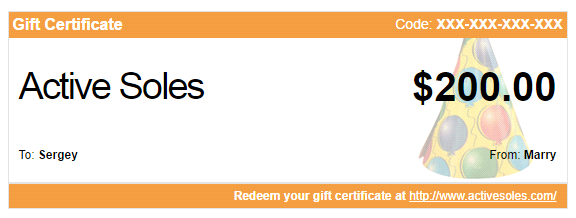 Gift Certificate Code: XXX-XXX-XXX-XXX
Active Soles $200.00
To: Sergey From: Marry
Redeem your gift certificate at http://www.activesoles.com/